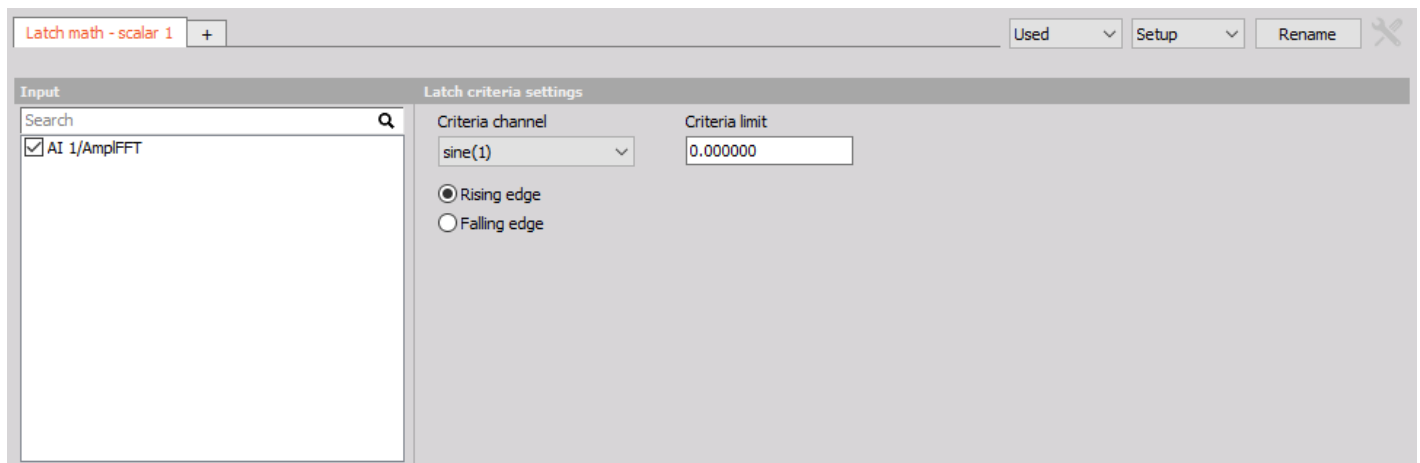 Latch math - scalar 1 + Used Setup Rename
Input Latch criteria settings
Search Criteria channel Criteria limit
AI 1/AmplFFT sine(1) 0.000000
Rising edge
Falling edge